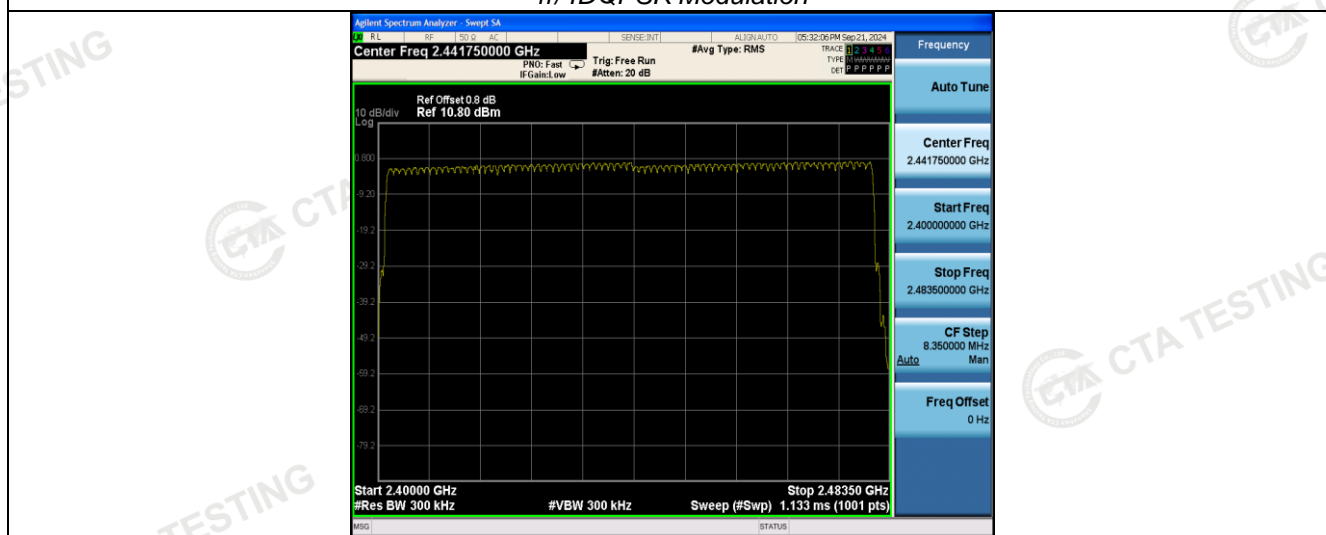 π/4DQPSK Modulation
Agilent Spectrum Analyzer - Swept SA
RL RF 50 Ω AC SENSE:INT ALIGN AUTO 05:32:06 PM Sep 21, 2024
Center Freq 2.441750000 GHz
#Avg Type: RMS
TRACE 1 2 3 4 5 6
PNO: Fast Trig: Free Run
TYPE M
IFGain:Low #Atten: 20 dB
DET P P P P P P
Ref Offset 0.8 dB
10 dB/div Ref 10.80 dBm
Log
0.800
-9.20
-19.2
-29.2
-39.2
-49.2
-59.2
-69.2
-79.2
Start 2.40000 GHz Stop 2.48350 GHz
#Res BW 300 kHz #VBW 300 kHz Sweep (#Swp) 1.133 ms (1001 pts)
MSG STATUS
Frequency
Auto Tune
Center Freq
2.441750000 GHz
Start Freq
2.400000000 GHz
Stop Freq
2.483500000 GHz
CF Step
8.350000 MHz
Auto Man
Freq Offset
0 Hz
STING
CTA
CTA TESTING
TESTING